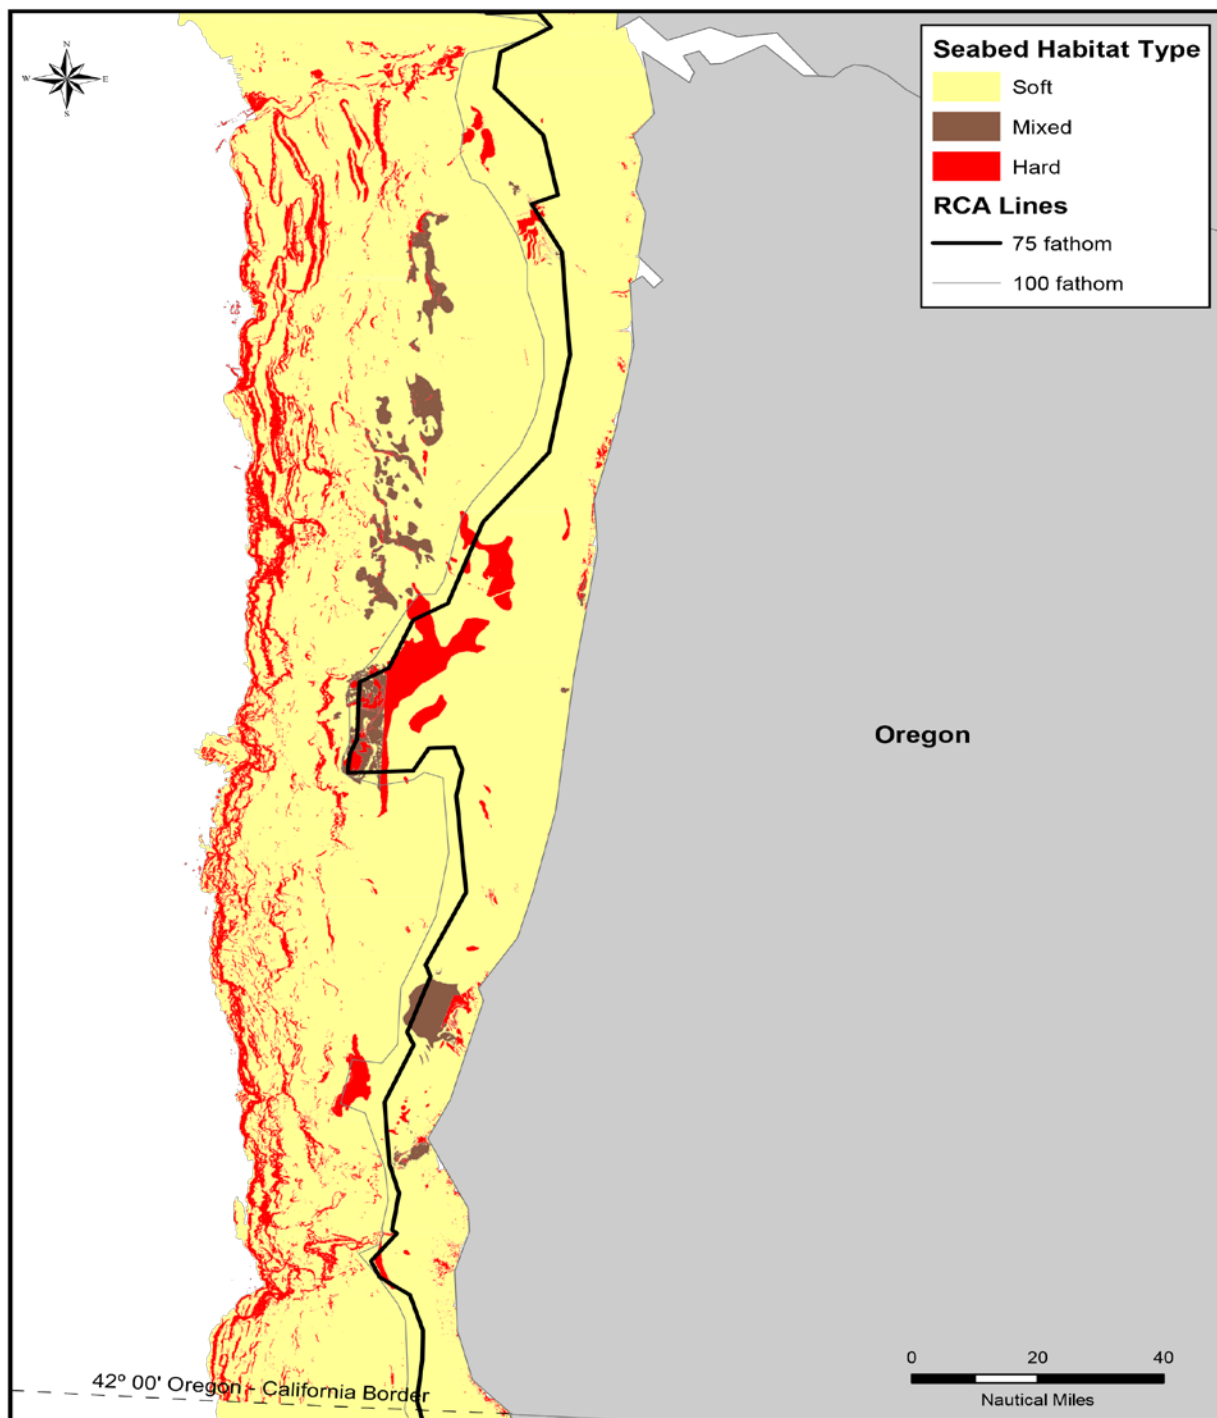 N
W E
S
Seabed Habitat Type
Soft
Mixed
Hard
RCA Lines
75 fathom
100 fathom
Oregon
0 20 40
Nautical Miles
42º 00' Oregon - California Border